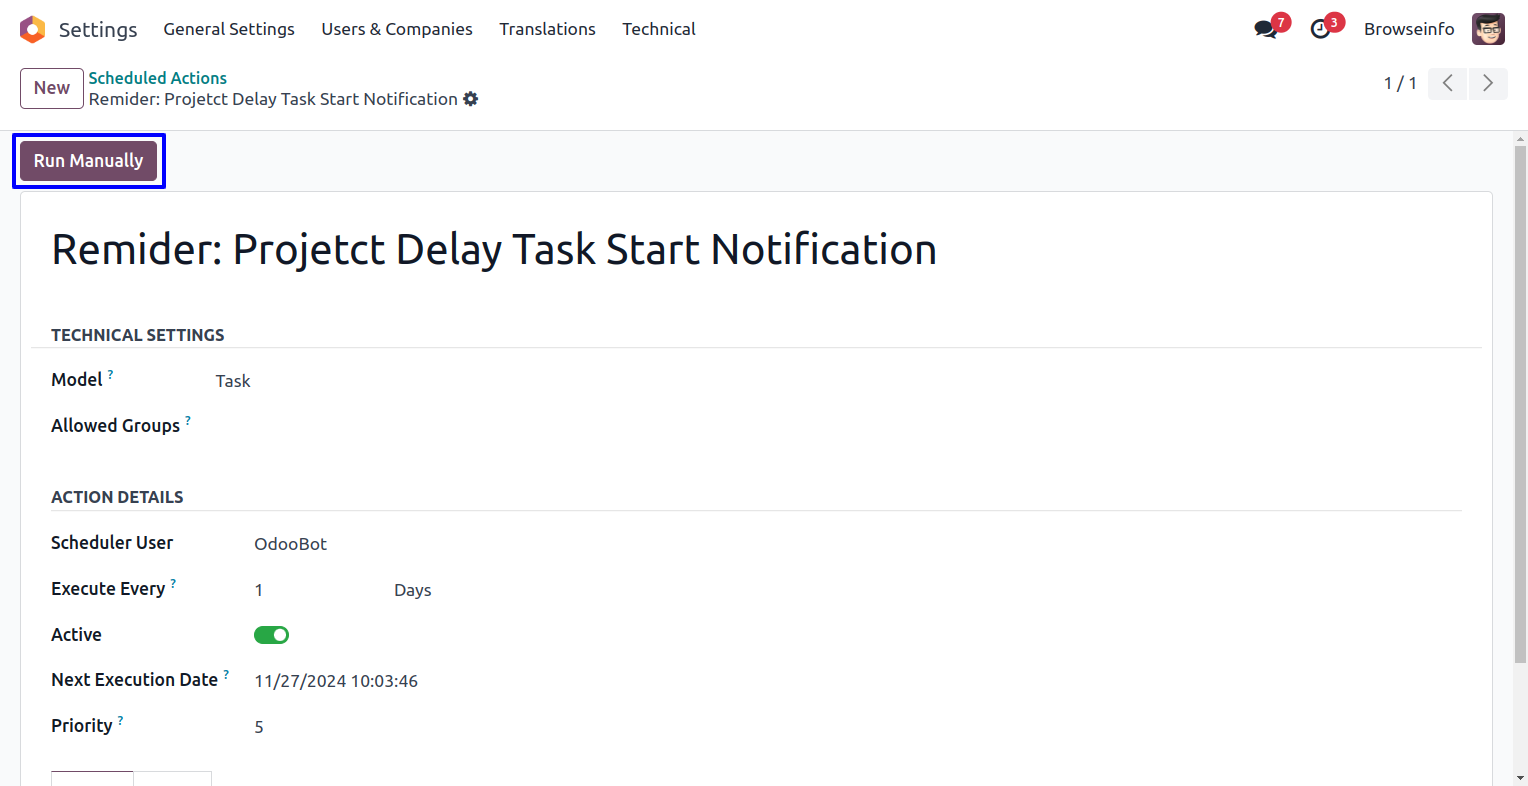 Settings General Settings Users & Companies Translations Technical 7 3 Browseinfo
New Scheduled Actions
Remider: Projetct Delay Task Start Notification
1 / 1
Run Manually
Remider: Projetct Delay Task Start Notification
TECHNICAL SETTINGS
Model ? Task
Allowed Groups ?
ACTION DETAILS
Scheduler User OdooBot
Execute Every ? 1 Days
Active
Next Execution Date ? 11/27/2024 10:03:46
Priority ? 5